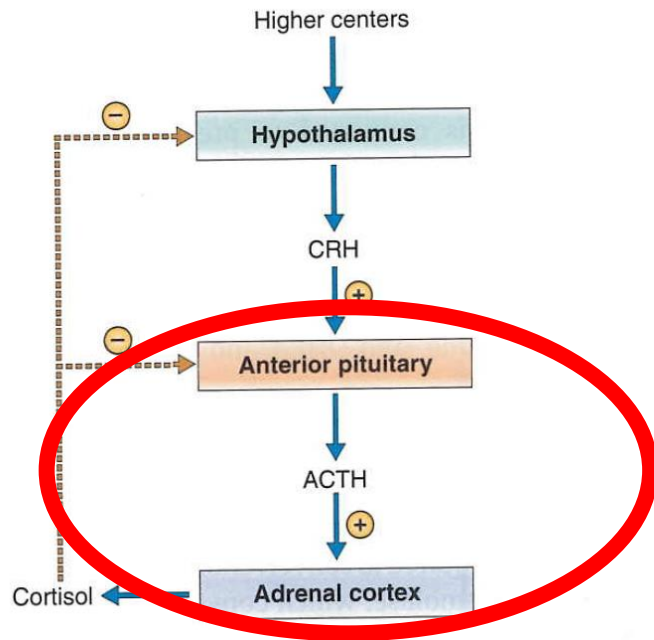 Higher centers
−
Hypothalamus
CRH
+
−
Anterior pituitary
ACTH
+
Cortisol
Adrenal cortex